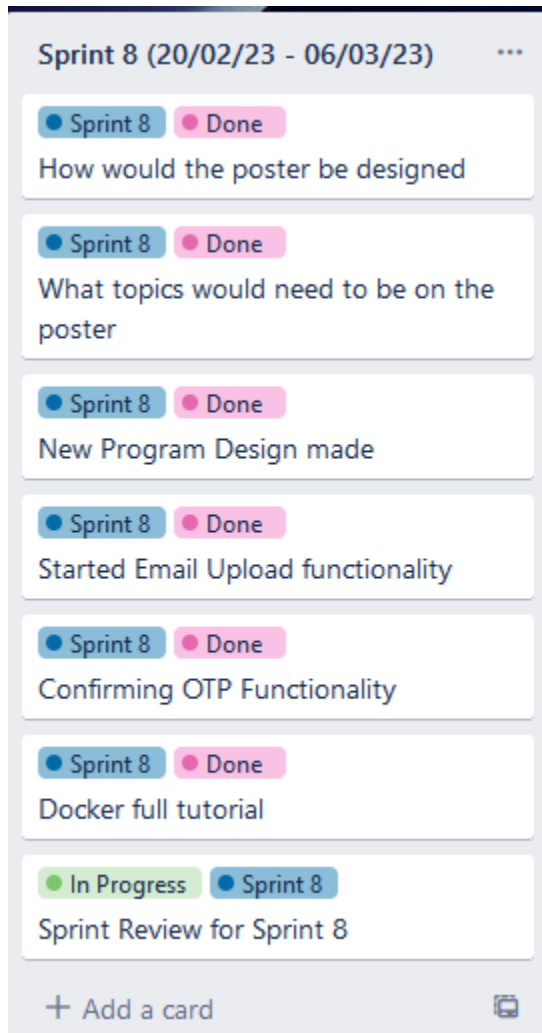 Sprint 8 (20/02/23 - 06/03/23)
Sprint 8 Done
How would the poster be designed
Sprint 8 Done
What topics would need to be on the
poster
Sprint 8 Done
New Program Design made
Sprint 8 Done
Started Email Upload functionality
Sprint 8 Done
Confirming OTP Functionality
Sprint 8 Done
Docker full tutorial
In Progress Sprint 8
Sprint Review for Sprint 8
+ Add a card